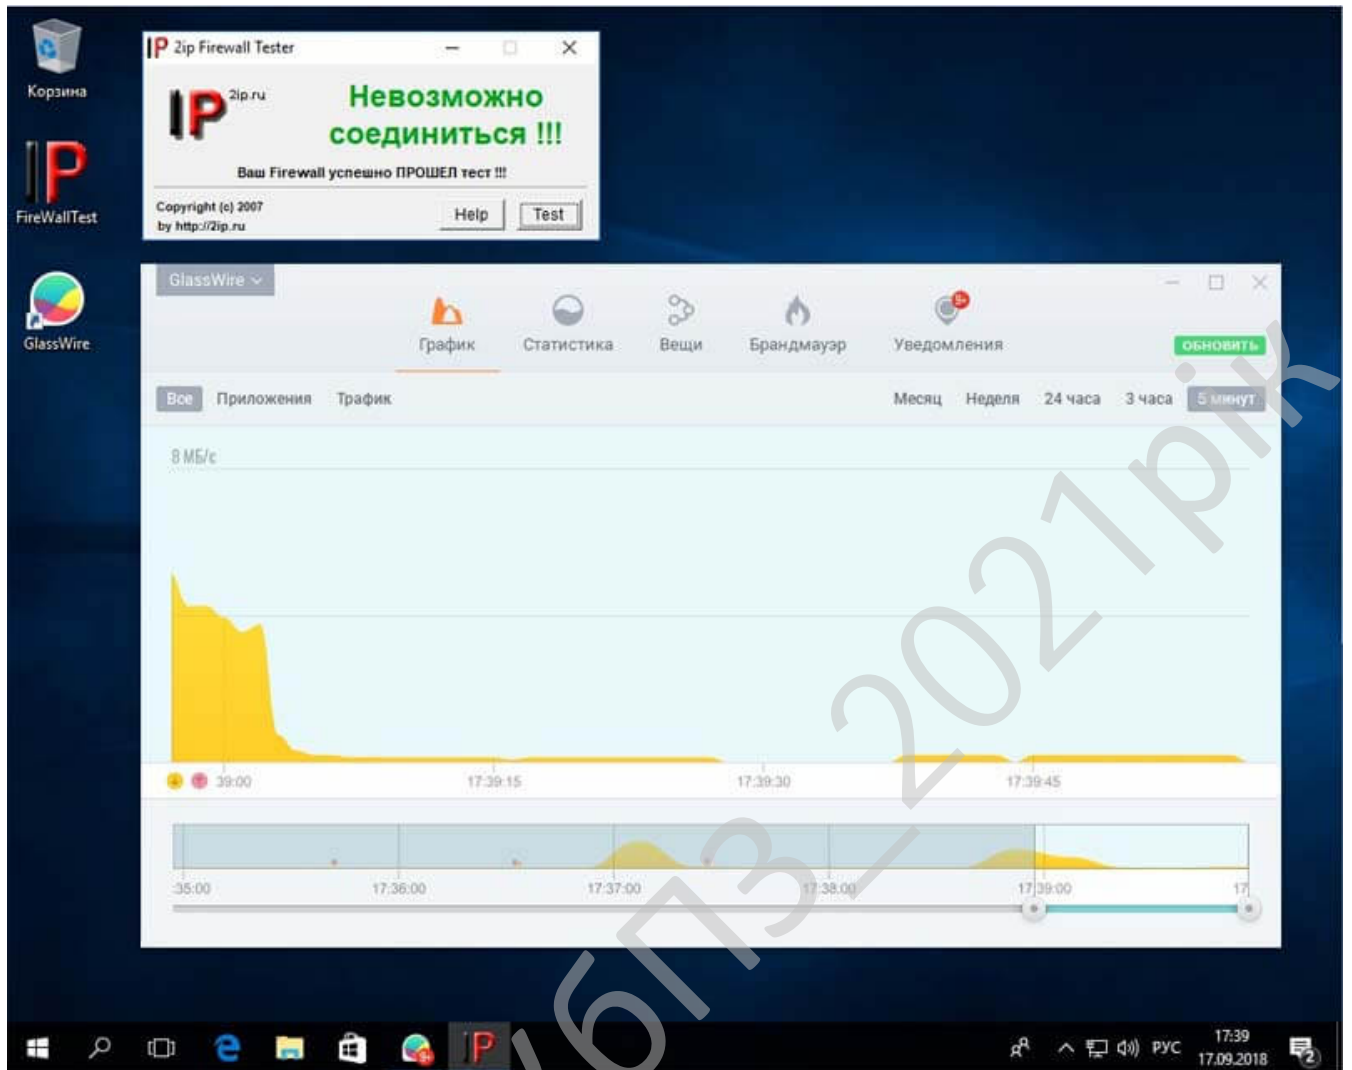 Корзина
FireWallTest
GlassWire
2ip Firewall Tester
IP 2ip.ru
Невозможно
соединиться !!!
Ваш Firewall успешно ПРОШЕЛ тест !!!
Copyright (c) 2007
by http://2ip.ru
Help Test
GlassWire
График Статистика Вещи Брандмауэр Уведомления
9+
ОБНОВИТЬ
Все Приложения Трафик Месяц Неделя 24 часа 3 часа 5 минут
8 МБ/с
39:00 17:39:15 17:39:30 17:39:45
:35:00 17:36:00 17:37:00 17:38:00 17:39:00 17
РУС 17:39
17.09.2018
2